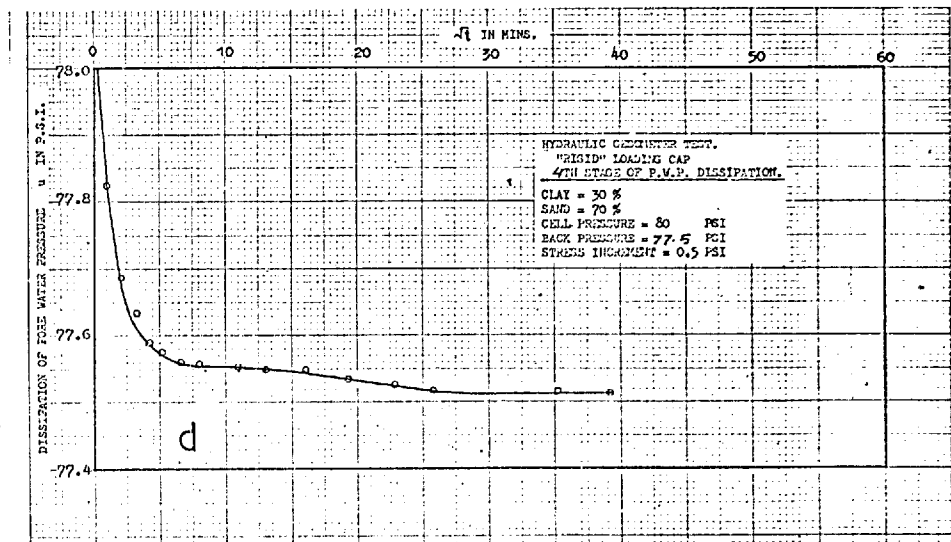 √t IN MINS.
0 10 20 30 40 50 60
78.0
77.8
77.6
77.4
DISSIPATION OF PORE WATER PRESSURE u IN P.S.I.
HYDRAULIC OEDOMETER TEST.
"RIGID" LOADING CAP
4TH STAGE OF P.W.P. DISSIPATION.
CLAY = 30 %
SAND = 70 %
CELL PRESSURE = 80 PSI
BACK PRESSURE = 77.5 PSI
STRESS INCREMENT = 0.5 PSI
d